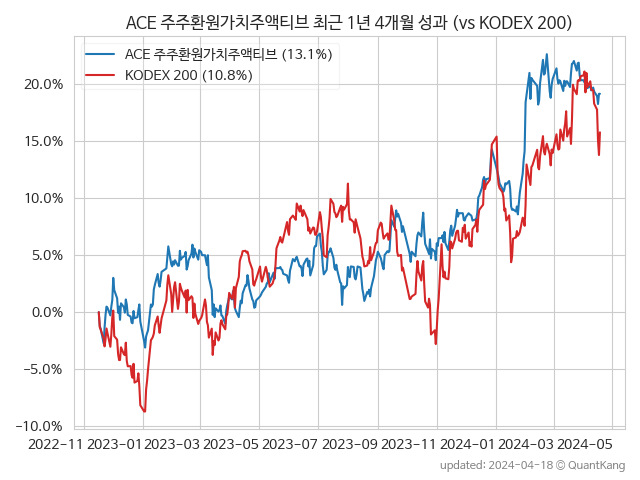 ACE 주주환원가치주액티브 최근 1년 4개월 성과 (vs KODEX 200)
ACE 주주환원가치주액티브 (13.1%)
KODEX 200 (10.8%)
20.0%
15.0%
10.0%
5.0%
0.0%
−5.0%
−10.0%
2022-11 2023-01 2023-03 2023-05 2023-07 2023-09 2023-11 2024-01 2024-03 2024-05
updated: 2024-04-18 © QuantKang